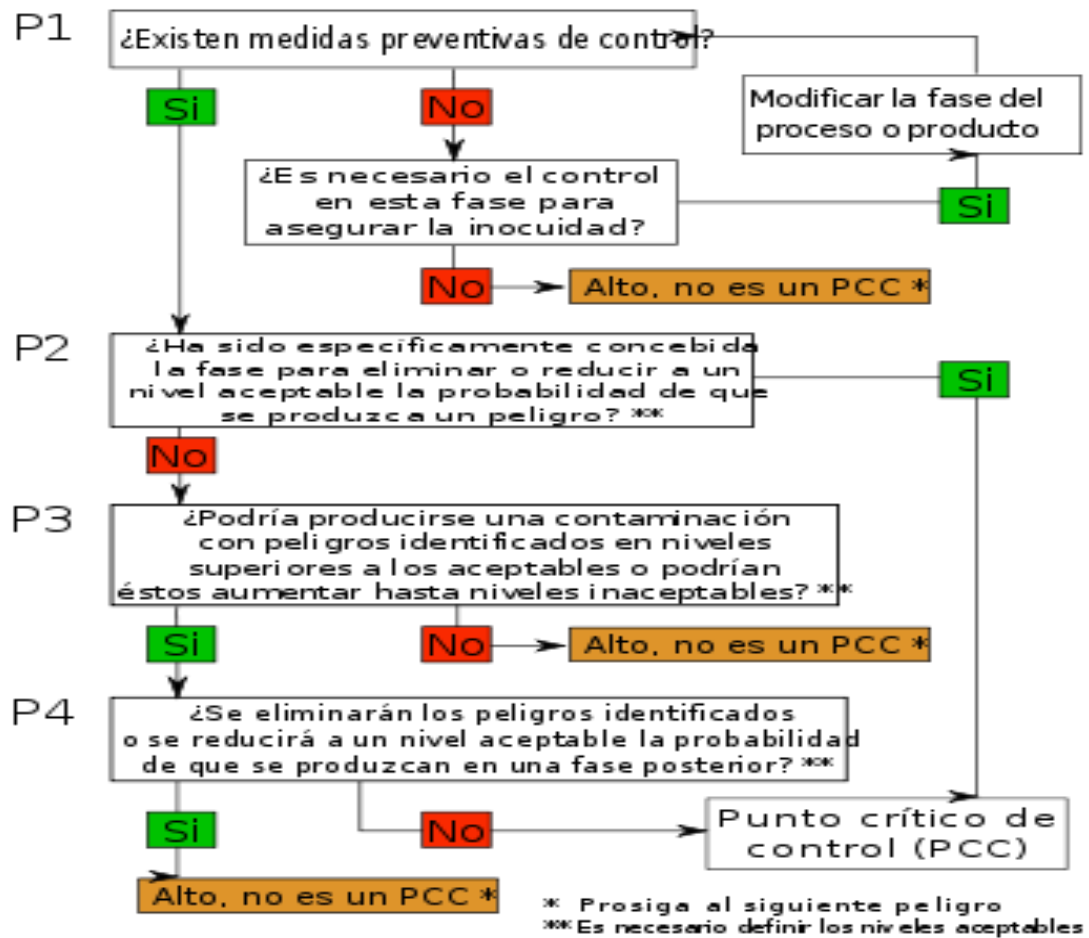 P1
¿Existen medidas preventivas de control?
Si
No
Modificar la fase del
proceso o producto
¿Es necesario el control
en esta fase para
asegurar la inocuidad?
Si
No
Alto, no es un PCC *
P2
¿Ha sido específicamente concebida
la fase para eliminar o reducir a un
nivel aceptable la probabilidad de que
se produzca un peligro? **
Si
No
P3
¿Podría producirse una contaminación
con peligros identificados en niveles
superiores a los aceptables o podrían
éstos aumentar hasta niveles inaceptables? **
Si
No
Alto, no es un PCC *
P4
¿Se eliminarán los peligros identificados
o se reducirá a un nivel aceptable la probabilidad
de que se produzcan en una fase posterior? **
Si
No
Punto crítico de
control (PCC)
Alto, no es un PCC *
* Prosiga al siguiente peligro
** Es necesario definir los niveles aceptables